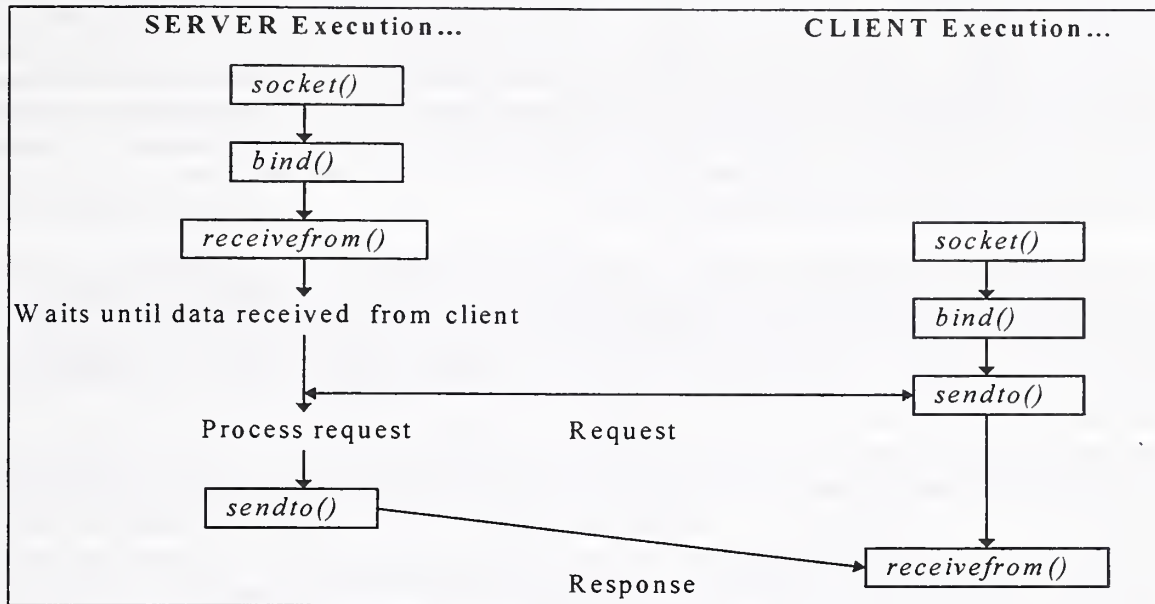 SERVER Execution...
socket()
bind()
receivefrom()
Waits until data received from client
Process request
sendto()
CLIENT Execution...
socket()
bind()
sendto()
receivefrom()
Request
Response